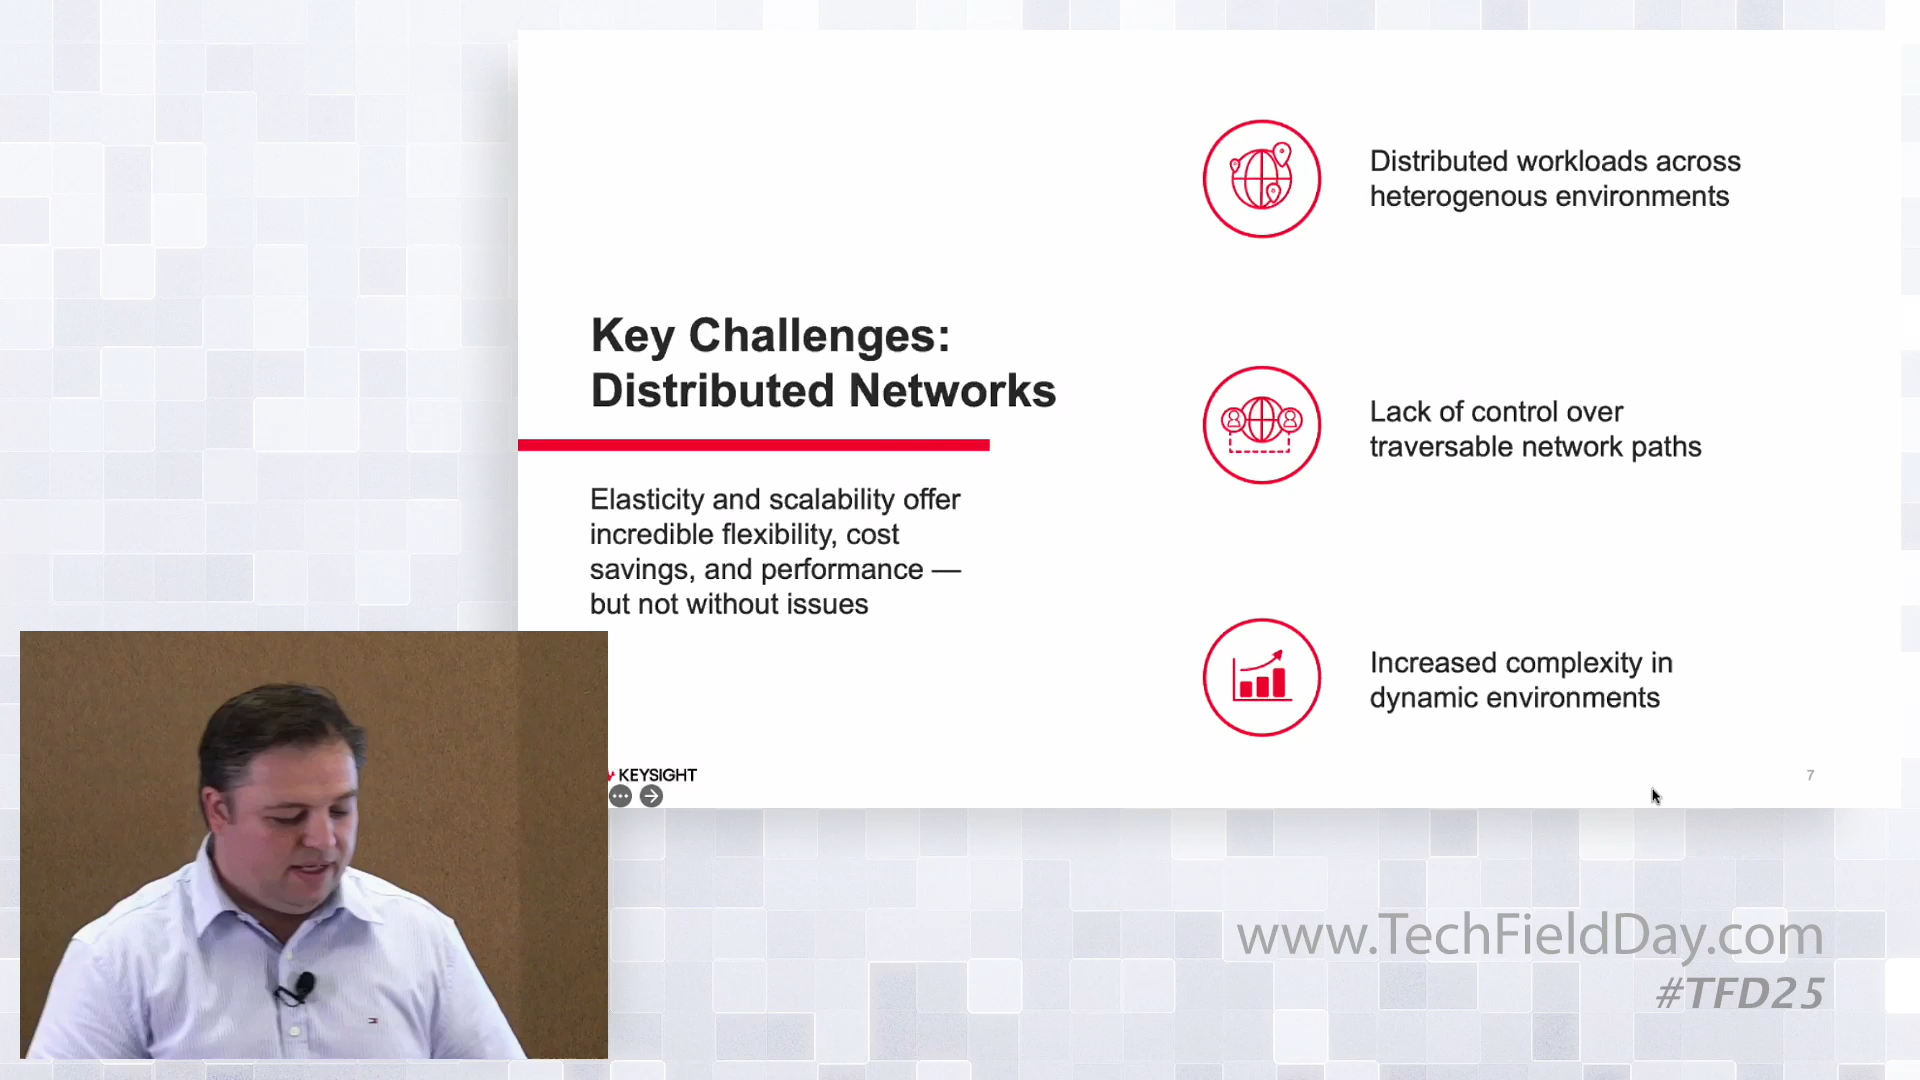 Key Challenges:
Distributed Networks
Elasticity and scalability offer
incredible flexibility, cost
savings, and performance —
but not without issues
Distributed workloads across
heterogenous environments
Lack of control over
traversable network paths
Increased complexity in
dynamic environments
KEYSIGHT
7
www.TechFieldDay.com
#TFD25